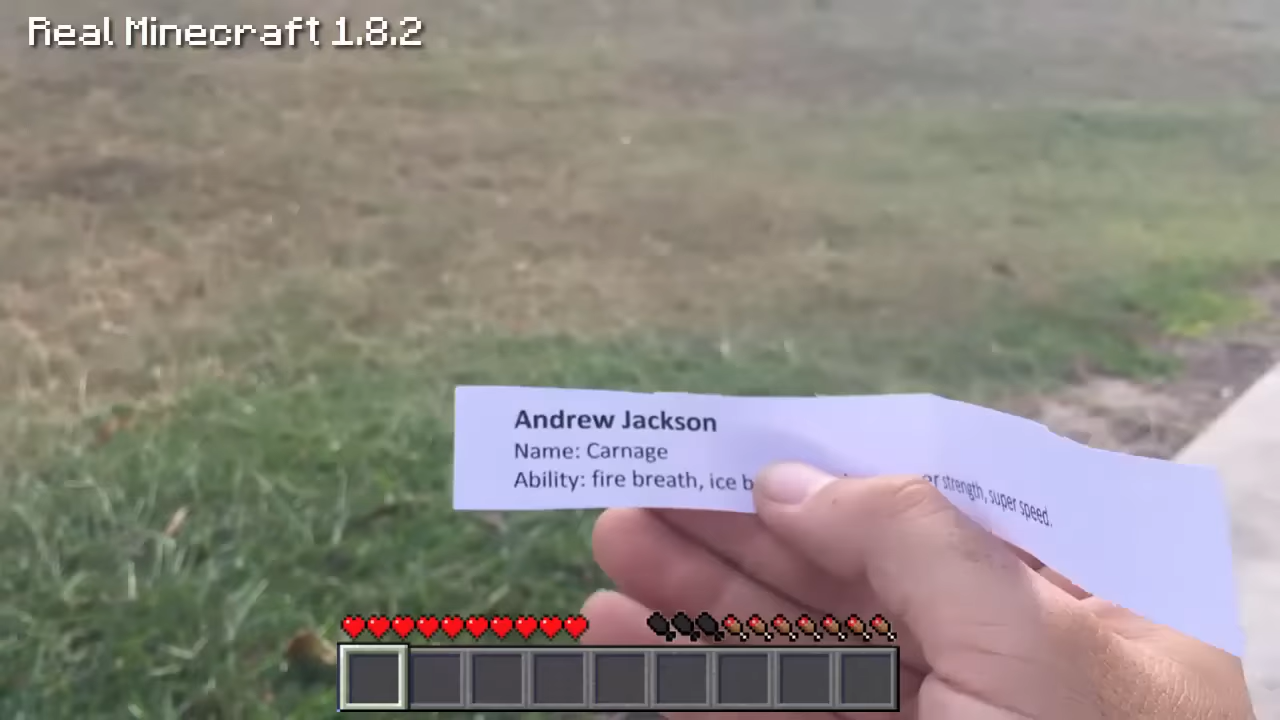 Real Minecraft 1.8.2
Andrew Jackson
Name: Carnage
Ability: fire breath, ice strength, super speed.